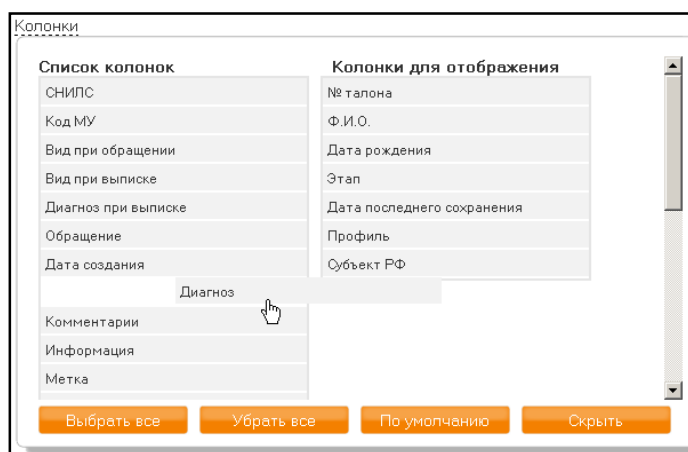 Колонки
Список колонок
СНИЛС
Код МУ
Вид при обращении
Вид при выписке
Диагноз при выписке
Обращение
Дата создания
Диагноз
Комментарии
Информация
Метка
Колонки для отображения
№ талона
Ф.И.О.
Дата рождения
Этап
Дата последнего сохранения
Профиль
Субъект РФ
Выбрать все
Убрать все
По умолчанию
Скрыть